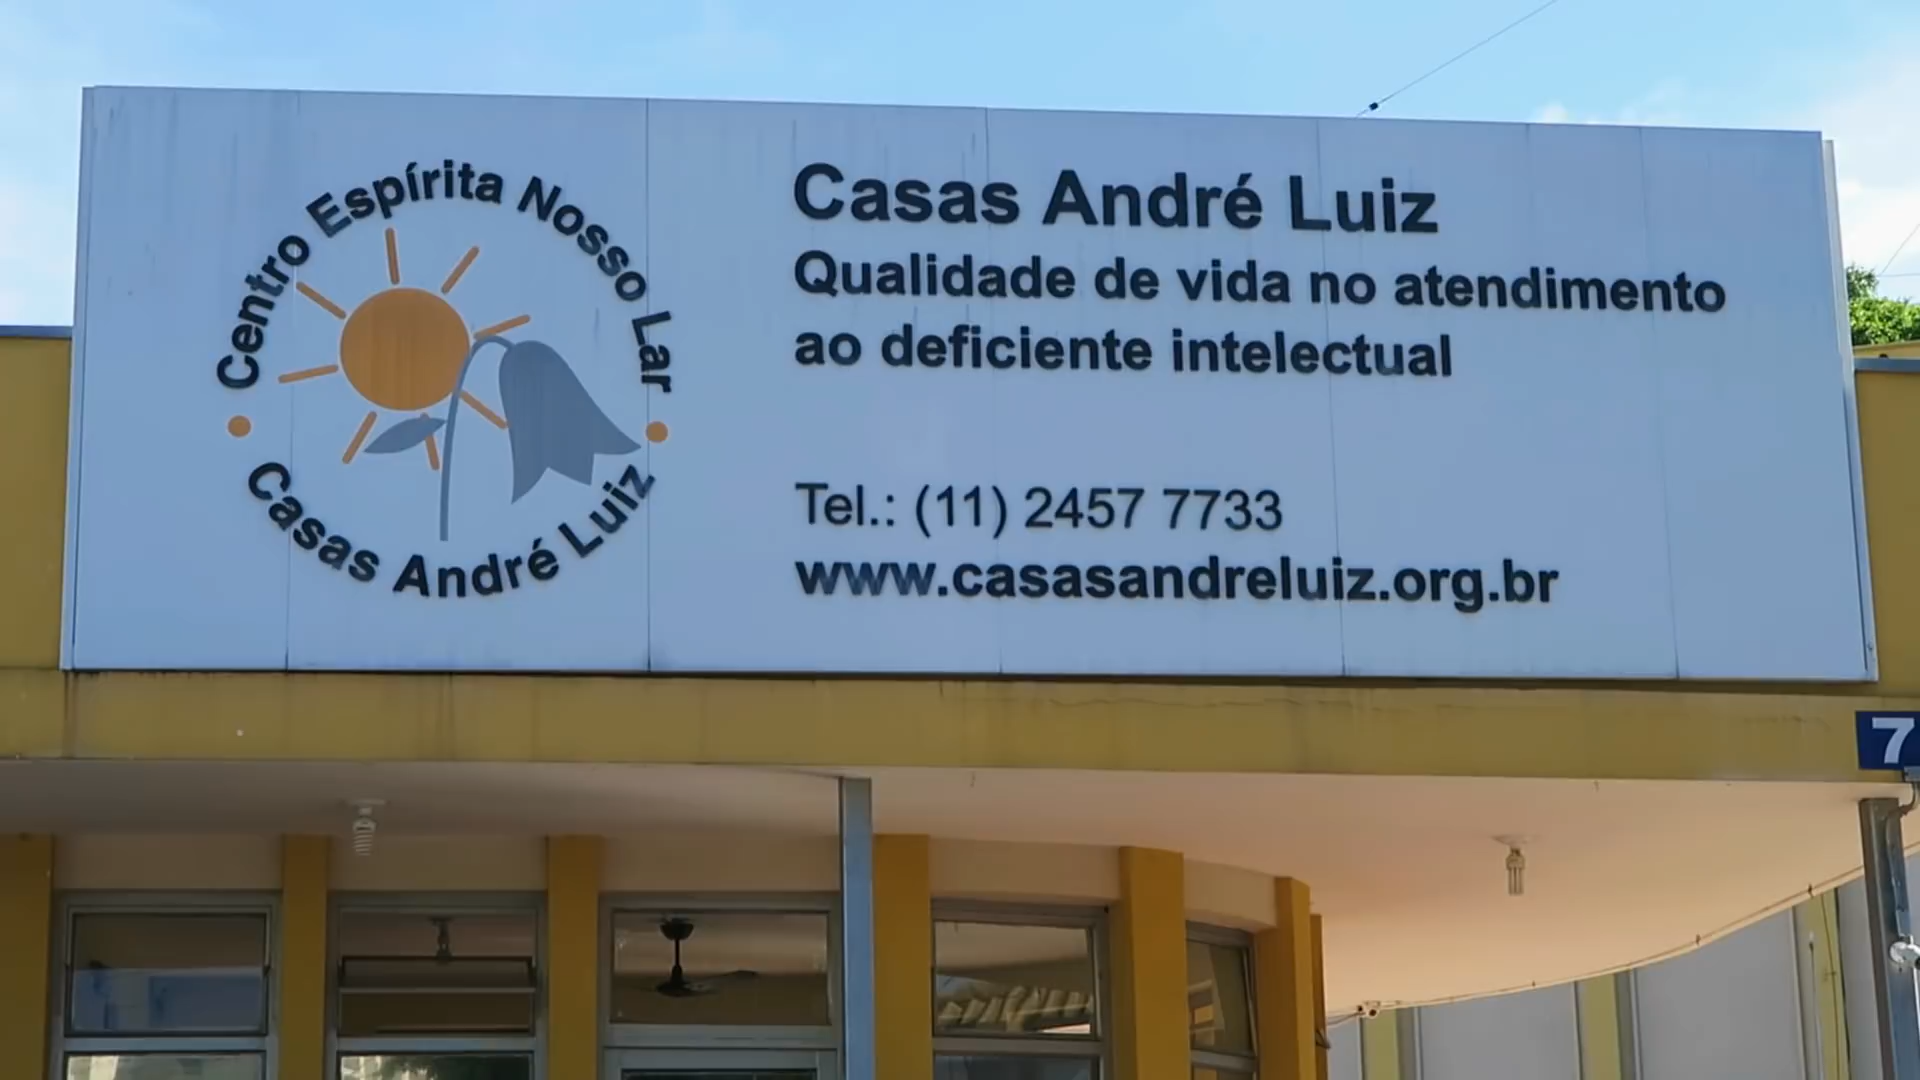 Centro Espírita Nosso Lar
Casas André Luiz
Casas André Luiz
Qualidade de vida no atendimento
ao deficiente intelectual
Tel.: (11) 2457 7733
www.casasandreluiz.org.br
7